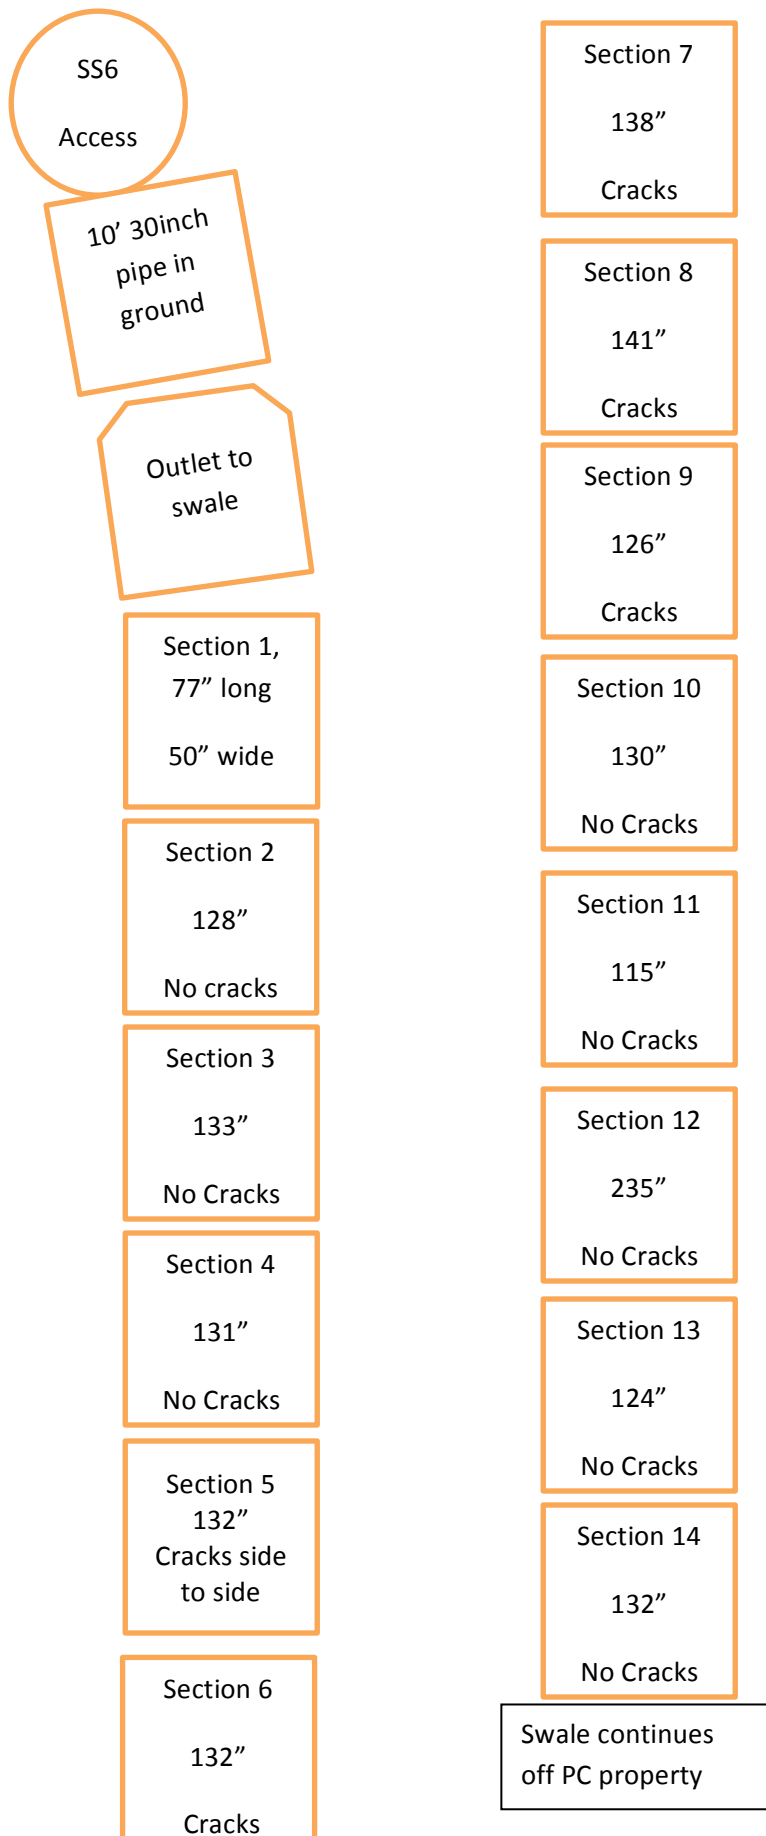 SS6
Access
10’ 30inch
pipe in
ground
Outlet to
swale
Section 1,
77” long
50” wide
Section 2
128”
No cracks
Section 3
133”
No Cracks
Section 4
131”
No Cracks
Section 5
132”
Cracks side
to side
Section 6
132”
Cracks
Section 7
138”
Cracks
Section 8
141”
Cracks
Section 9
126”
Cracks
Section 10
130”
No Cracks
Section 11
115”
No Cracks
Section 12
235”
No Cracks
Section 13
124”
No Cracks
Section 14
132”
No Cracks
Swale continues
off PC property